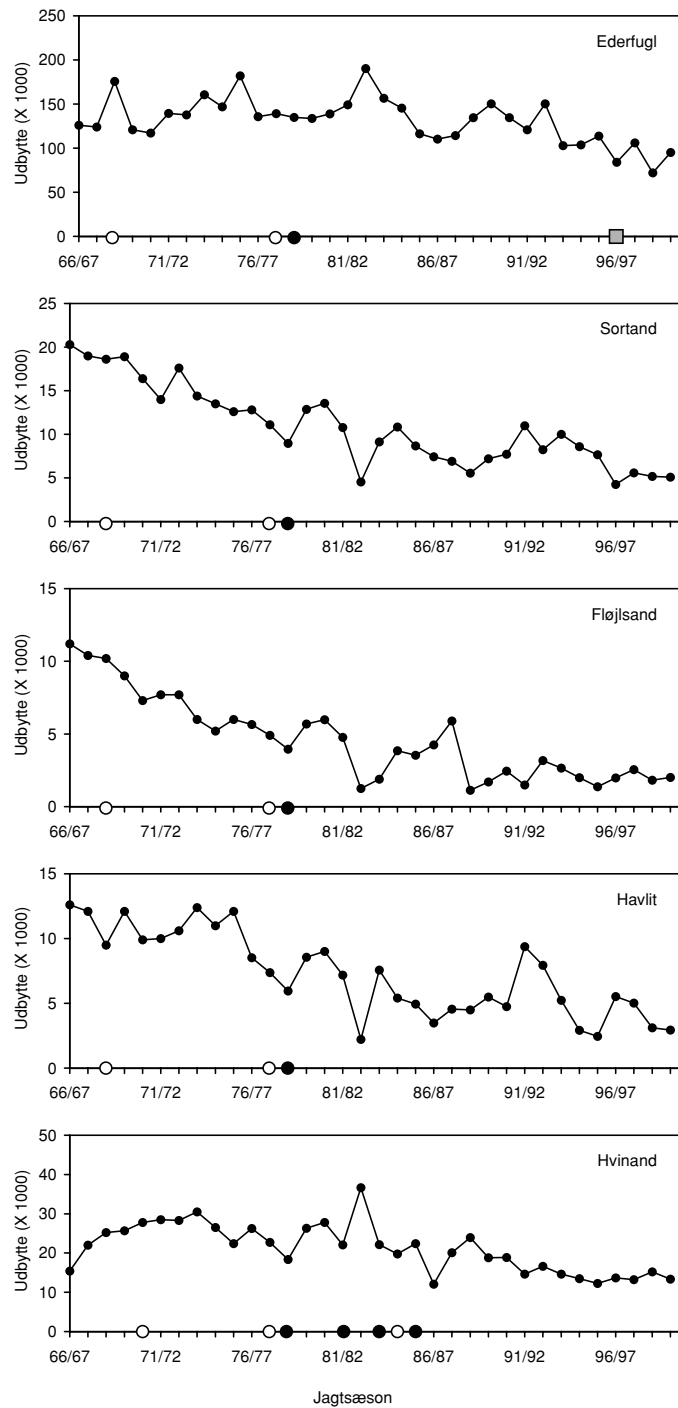 250
200
150
100
50
0
Udbytte (X 1000)
Ederfugl
66/67 71/72 76/77 81/82 86/87 91/92 96/97
25
20
15
10
5
0
Udbytte (X 1000)
Sortand
66/67 71/72 76/77 81/82 86/87 91/92 96/97
15
10
5
0
Udbytte (X 1000)
Fløjlsand
66/67 71/72 76/77 81/82 86/87 91/92 96/97
15
10
5
0
Udbytte (X 1000)
Havlit
66/67 71/72 76/77 81/82 86/87 91/92 96/97
50
40
30
20
10
0
Udbytte (X 1000)
Hvinand
66/67 71/72 76/77 81/82 86/87 91/92 96/97
Jagtsæson